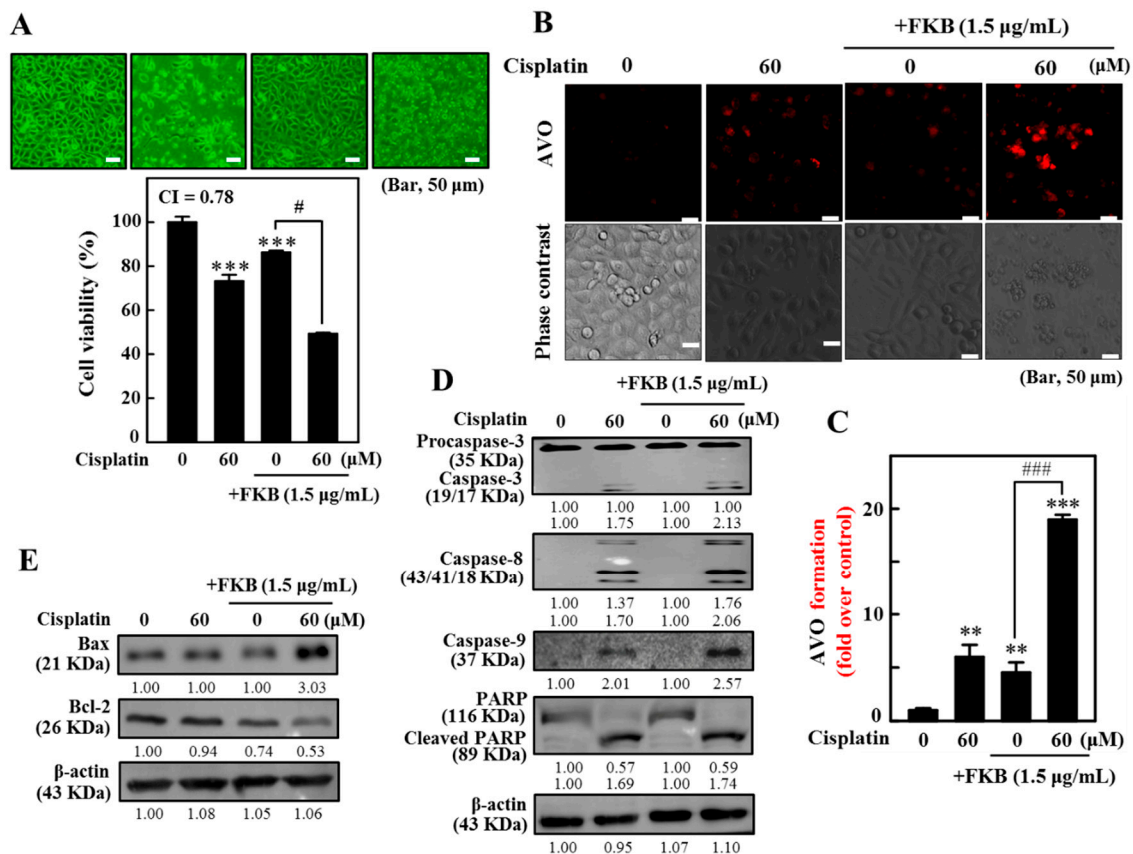 A
(Bar, 50 μm)
CI = 0.78
#
***
***
Cell viability (%)
100
80
60
40
20
0
Cisplatin 0 60 0 60 (μM)
+FKB (1.5 μg/mL)
B
+FKB (1.5 μg/mL)
Cisplatin 0 60 0 60 (μM)
AVO
Phase contrast
(Bar, 50 μm)
C
###
***
**
**
AVO formation
(fold over control)
20
10
0
Cisplatin 0 60 0 60 (μM)
+FKB (1.5 μg/mL)
D
+FKB (1.5 μg/mL)
Cisplatin 0 60 0 60 (μM)
Procaspase-3
(35 KDa)
Caspase-3
(19/17 KDa)
1.00 1.00 1.00 1.00
1.00 1.75 1.00 2.13
Caspase-8
(43/41/18 KDa)
1.00 1.37 1.00 1.76
1.00 1.70 1.00 2.06
Caspase-9
(37 KDa)
1.00 2.01 1.00 2.57
PARP
(116 KDa)
Cleaved PARP
(89 KDa)
1.00 0.57 1.00 0.59
1.00 1.69 1.00 1.74
β-actin
(43 KDa)
1.00 0.95 1.07 1.10
E
+FKB (1.5 μg/mL)
Cisplatin 0 60 0 60 (μM)
Bax
(21 KDa)
1.00 1.00 1.00 3.03
Bcl-2
(26 KDa)
1.00 0.94 0.74 0.53
β-actin
(43 KDa)
1.00 1.08 1.05 1.06